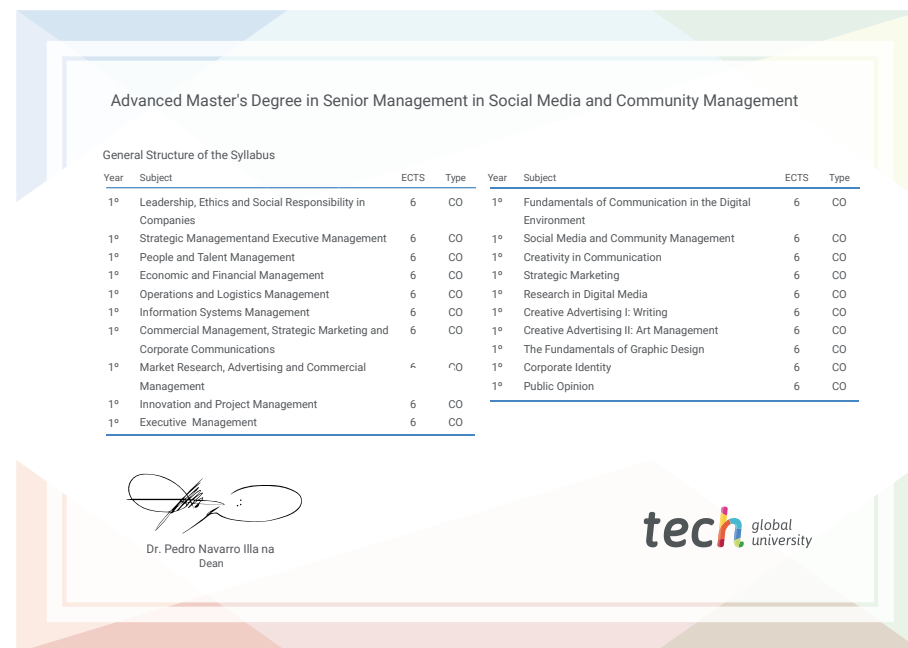 Advanced Master's Degree in Senior Management in Social Media and Community Management
General Structure of the Syllabus
Year Subject ECTS Type
1º Leadership, Ethics and Social Responsibility in 6 CO
Companies
1º Strategic Managementand Executive Management 6 CO
1º People and Talent Management 6 CO
1º Economic and Financial Management 6 CO
1º Operations and Logistics Management 6 CO
1º Information Systems Management 6 CO
1º Commercial Management, Strategic Marketing and 6 CO
Corporate Communications
1º Market Research, Advertising and Commercial 6 CO
Management
1º Innovation and Project Management 6 CO
1º Executive Management 6 CO
Year Subject ECTS Type
1º Fundamentals of Communication in the Digital 6 CO
Environment
1º Social Media and Community Management 6 CO
1º Creativity in Communication 6 CO
1º Strategic Marketing 6 CO
1º Research in Digital Media 6 CO
1º Creative Advertising I: Writing 6 CO
1º Creative Advertising II: Art Management 6 CO
1º The Fundamentals of Graphic Design 6 CO
1º Corporate Identity 6 CO
1º Public Opinion 6 CO
Dr. Pedro Navarro Illa na
Dean
tech global
university